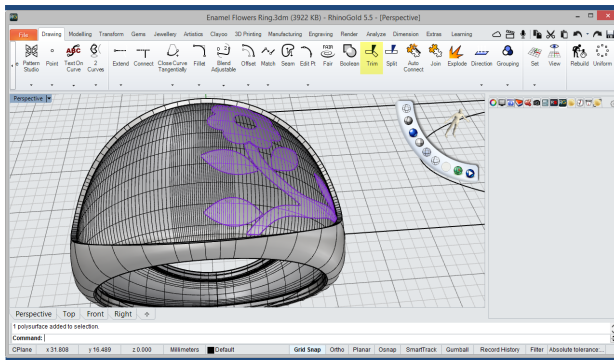 Enamel Flowers Ring.3dm (3922 KB) - RhinoGold 5.5 - [Perspective]
File Drawing Modelling Transform Gems Jewellery Artistics Clayoo 3D Printing Manufacturing Engraving Render Analyze Dimension Extras Learning
Pattern Studio Point Text On Curve 2 Curves Extend Connect Close Curve Tangentially Fillet Blend Adjustable Offset Match Seam Edit Pt Fair Boolean Trim Split Auto Connect Join Explode Direction Grouping Set View Rebuild Uniform
Perspective
Perspective Top Front Right
1 polysurface added to selection.
Command:
CPlane x 31.808 y 16.489 z 0.000 Millimeters Default Grid Snap Ortho Planar Osnap SmartTrack Gumball Record History Filter Absolute tolerance:...